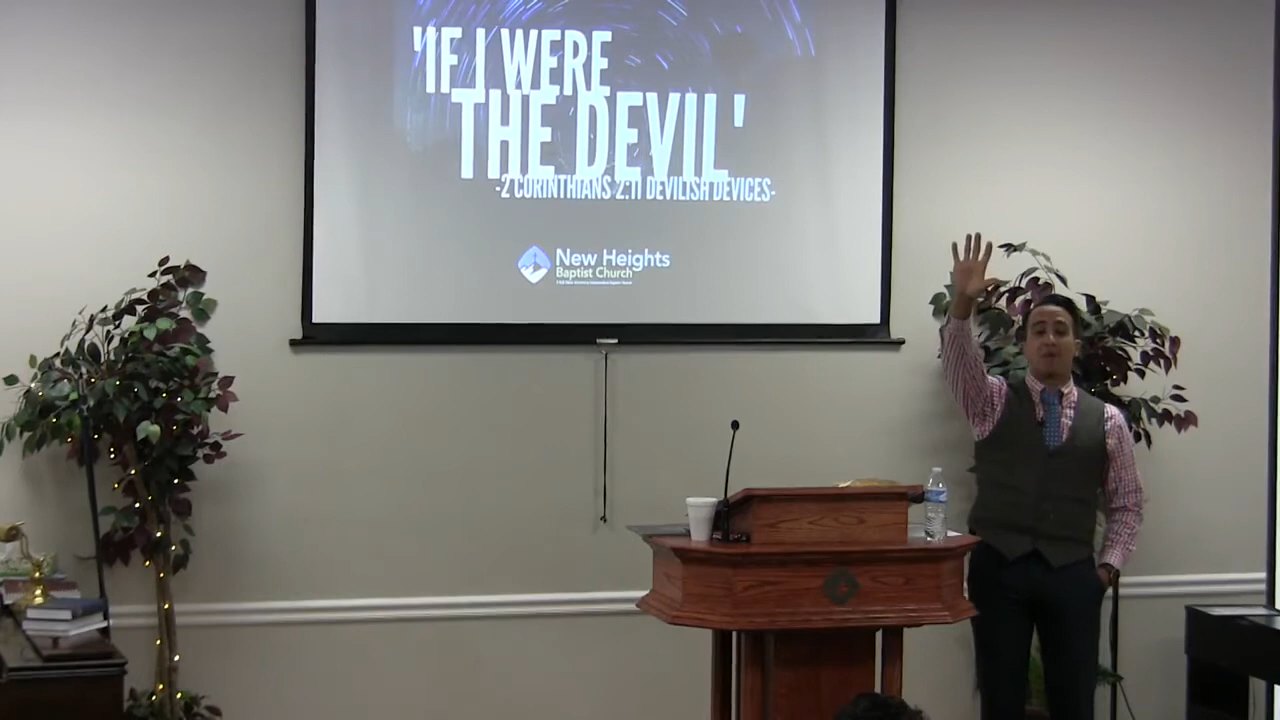 'IF I WERE
THE DEVIL'
-2 CORINTHIANS 2:11 DEVILISH DEVICES-
New Heights
Baptist Church